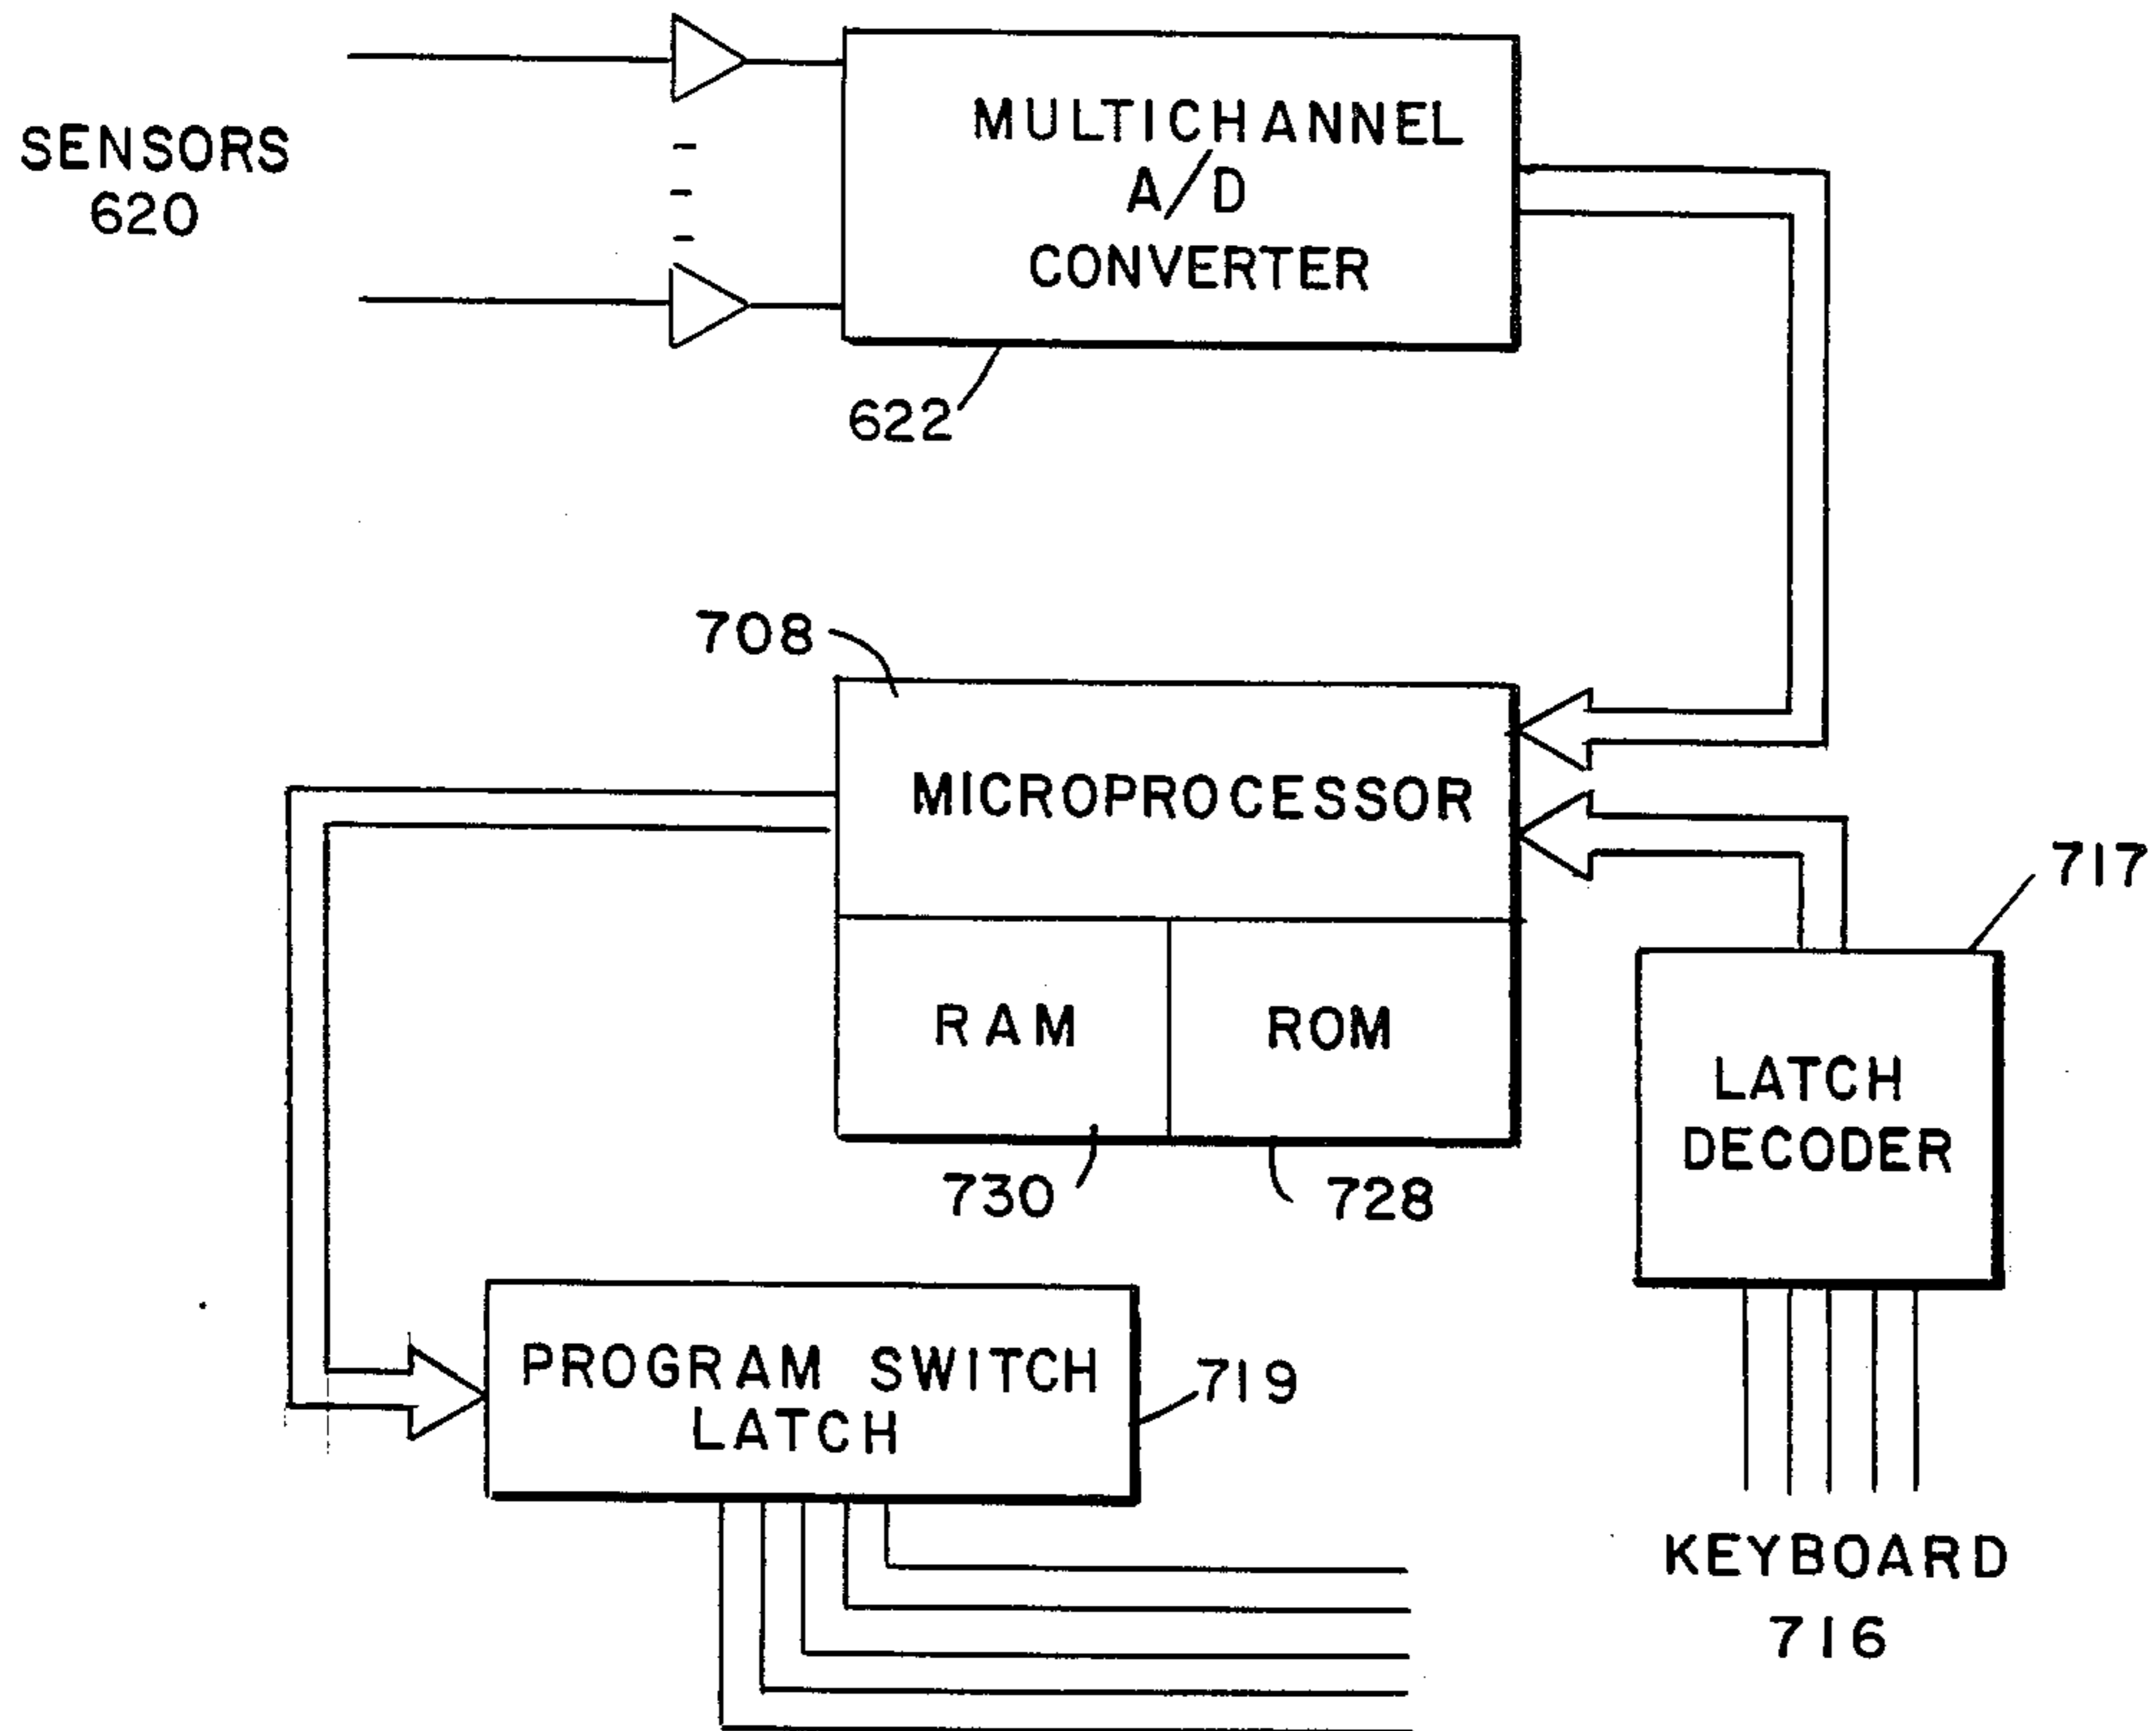 SENSORS
620
MULTICHANNEL
A/D
CONVERTER
622
708
MICROPROCESSOR
RAM
ROM
730
728
717
LATCH
DECODER
PROGRAM SWITCH
LATCH
719
KEYBOARD
716